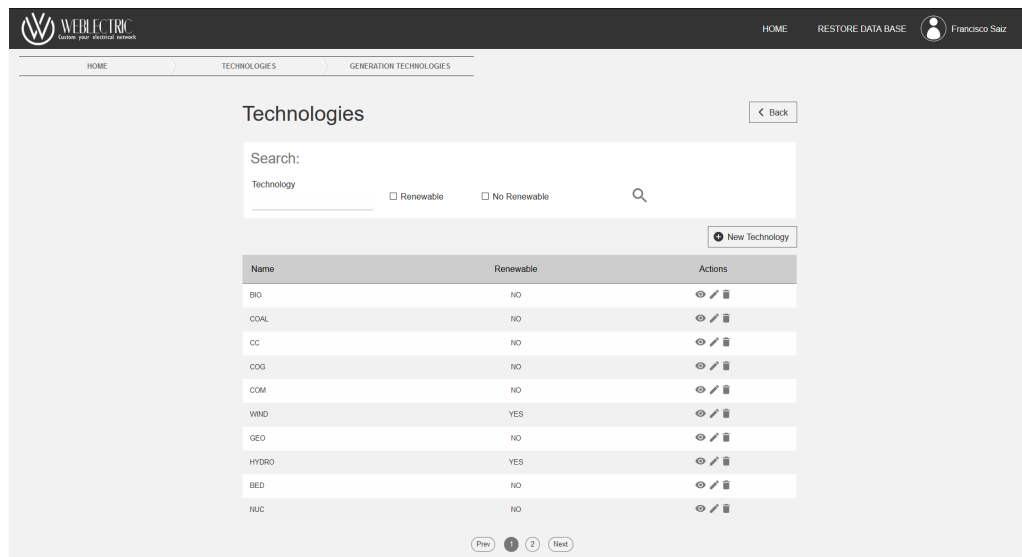 WEBLECTRIC
Custom your electrical network
HOME RESTORE DATA BASE Francisco Saiz
HOME TECHNOLOGIES GENERATION TECHNOLOGIES
Technologies
Back
Search:
Technology
Renewable No Renewable
New Technology
Name Renewable Actions
BIO NO
COAL NO
CC NO
COG NO
COM NO
WIND YES
GEO NO
HYDRO YES
BED NO
NUC NO
Prev 1 2 Next